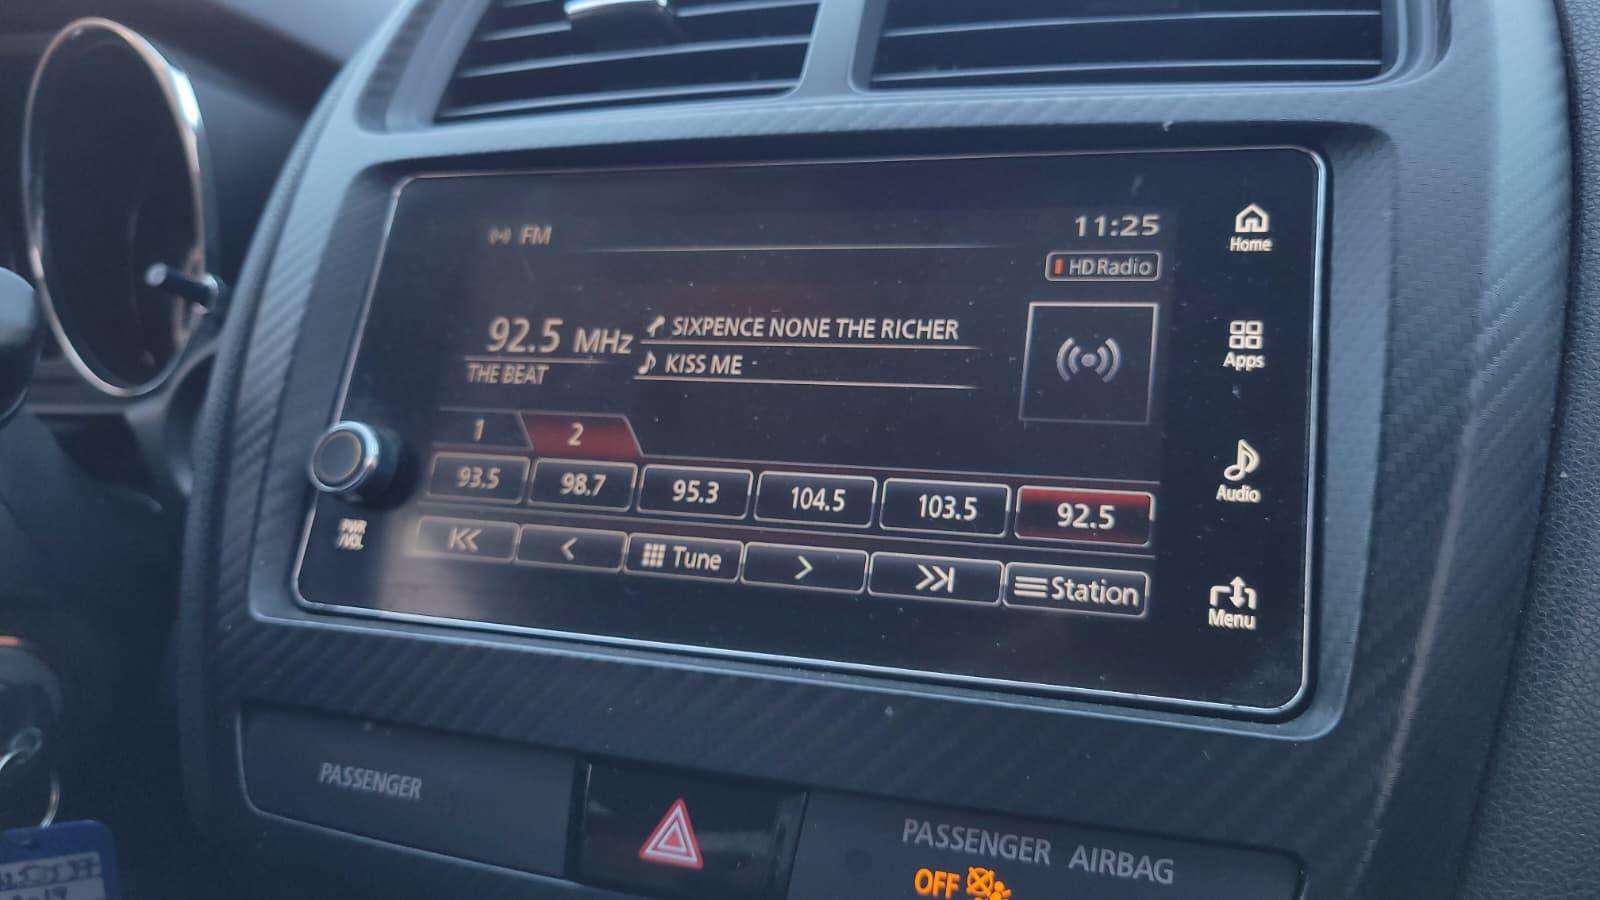 FM
11:25
HD Radio
Home
92.5 MHz
THE BEAT
SIXPENCE NONE THE RICHER
KISS ME
Apps
1
2
93.5
98.7
95.3
104.5
103.5
92.5
Audio
PWR
/VOL
Tune
Station
Menu
PASSENGER
PASSENGER AIRBAG
OFF